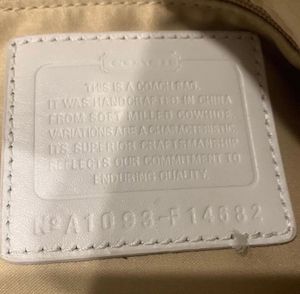 COACH
THIS IS A COACH BAG.
IT WAS HANDCRAFTED IN CHINA
FROM SOFT MILLED COWHIDE.
VARIATIONS ARE A CHARACTERISTIC.
ITS SUPERIOR CRAFTSMANSHIP
REFLECTS OUR COMMITMENT TO
ENDURING QUALITY.
Nº A1093-F14682